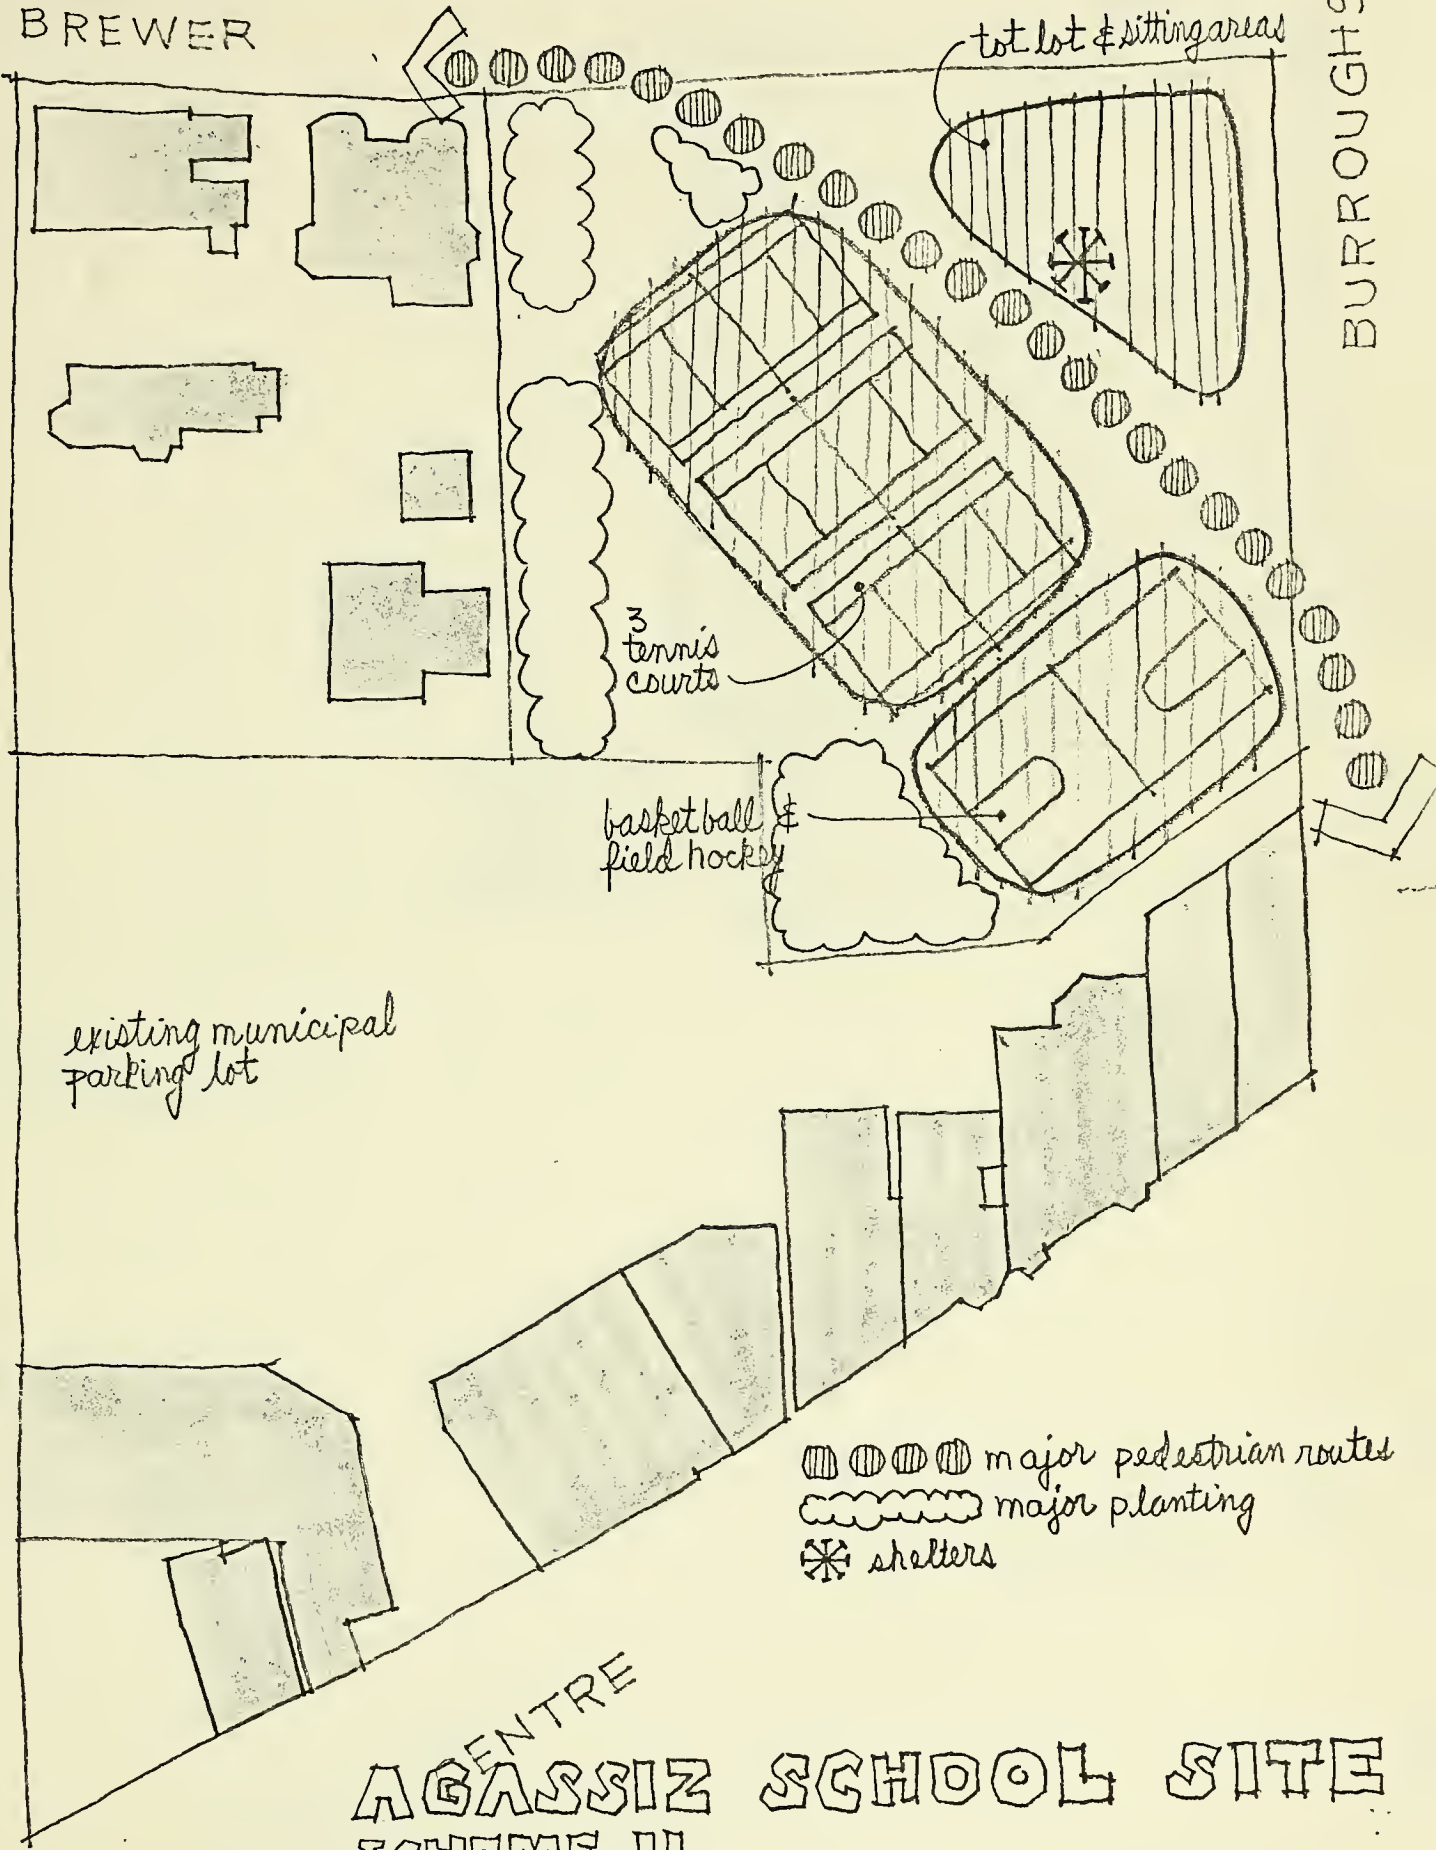 BREWER
tot lot & sitting areas
BURROUGHS
3
tennis
courts
basketball &
field hockey
existing municipal
parking lot
major pedestrian routes
major planting
shelters
CENTRE
AGASSIZ SCHOOL SITE
SCHEME